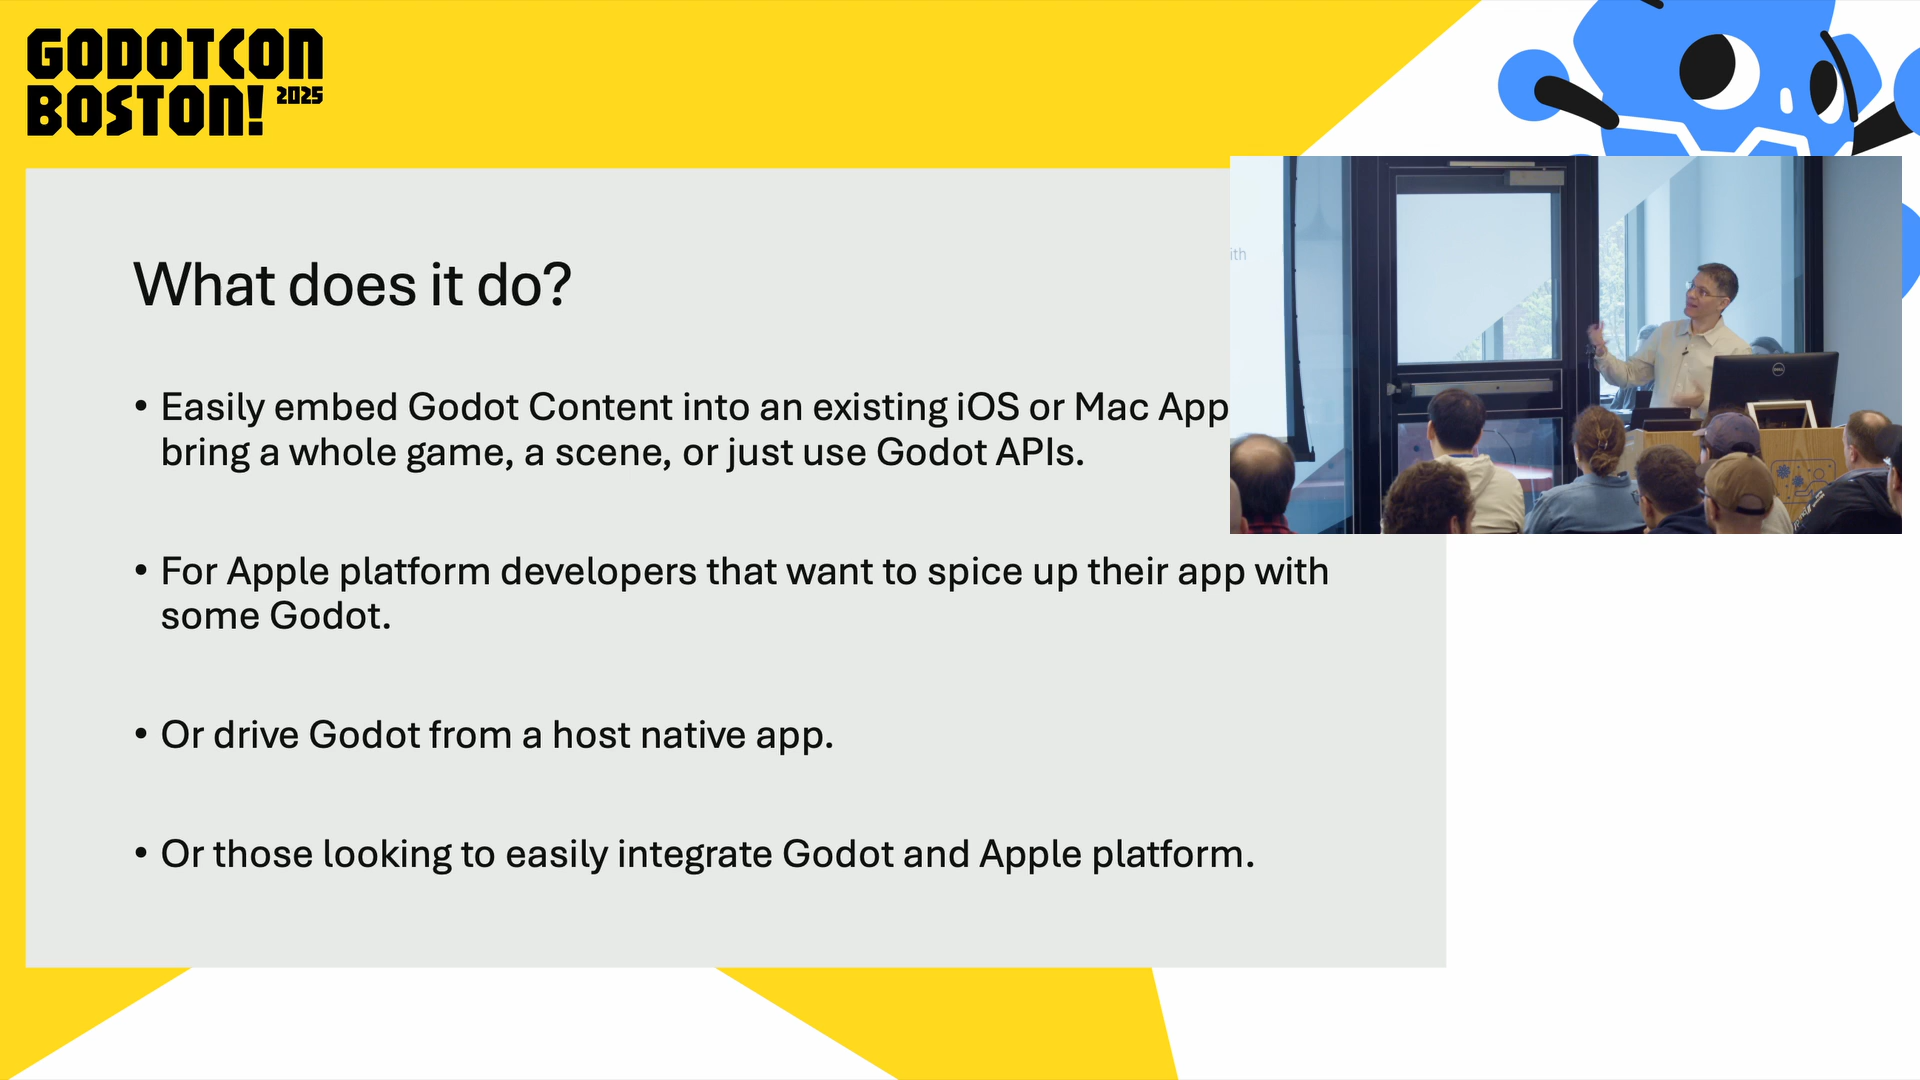 GODOTCON
BOSTON! 2025
What does it do?
• Easily embed Godot Content into an existing iOS or Mac App
bring a whole game, a scene, or just use Godot APIs.
• For Apple platform developers that want to spice up their app with
some Godot.
• Or drive Godot from a host native app.
• Or those looking to easily integrate Godot and Apple platform.
ith
DELL